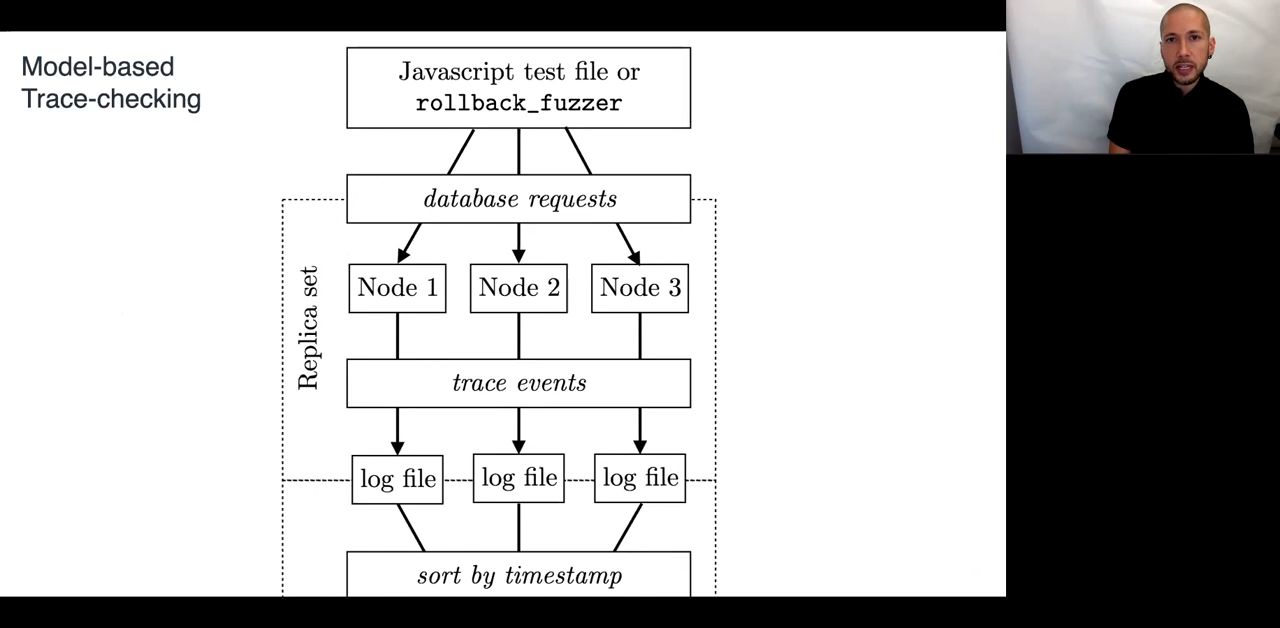 Model-based
Trace-checking
Javascript test file or
rollback_fuzzer
database requests
Replica set
Node 1
Node 2
Node 3
trace events
log file
log file
log file
sort by timestamp